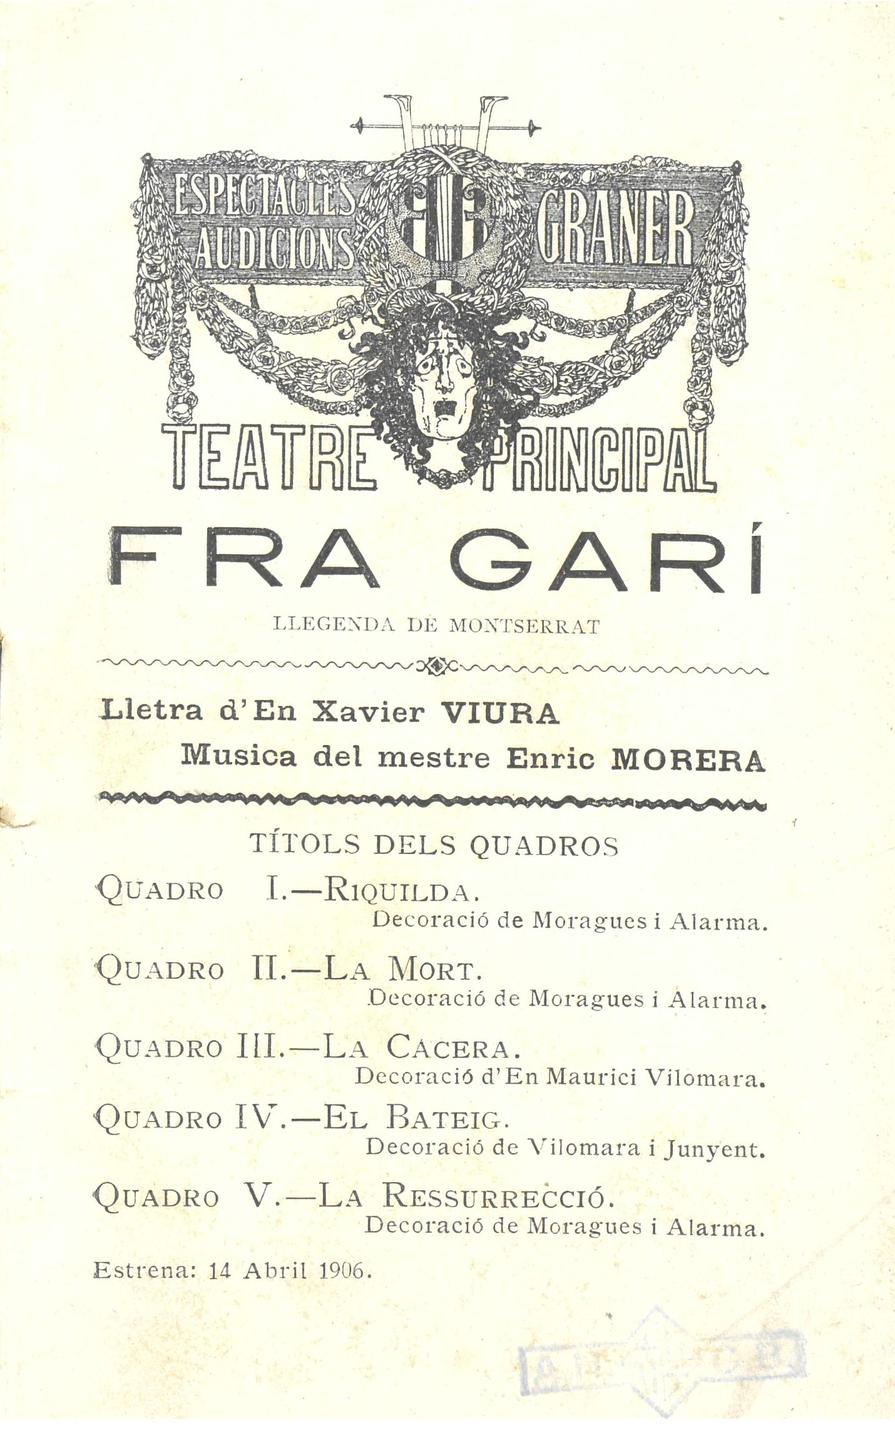 ESPECTACLES
AUDICIONS
GRANER
TEATRE PRINCIPAL
FRA GARÍ
LLEGENDA DE MONTSERRAT
Lletra d'En Xavier VIURA
Musica del mestre Enric MORERA
TÍTOLS DELS QUADROS
QUADRO I.—RIQUILDA.
Decoració de Moragues i Alarma.
QUADRO II.—LA MORT.
Decoració de Moragues i Alarma.
QUADRO III.—LA CACERA.
Decoració d'En Maurici Vilomara.
QUADRO IV.—EL BATEIG.
Decoració de Vilomara i Junyent.
QUADRO V.—LA RESSURRECCIÓ.
Decoració de Moragues i Alarma.
Estrena: 14 Abril 1906.